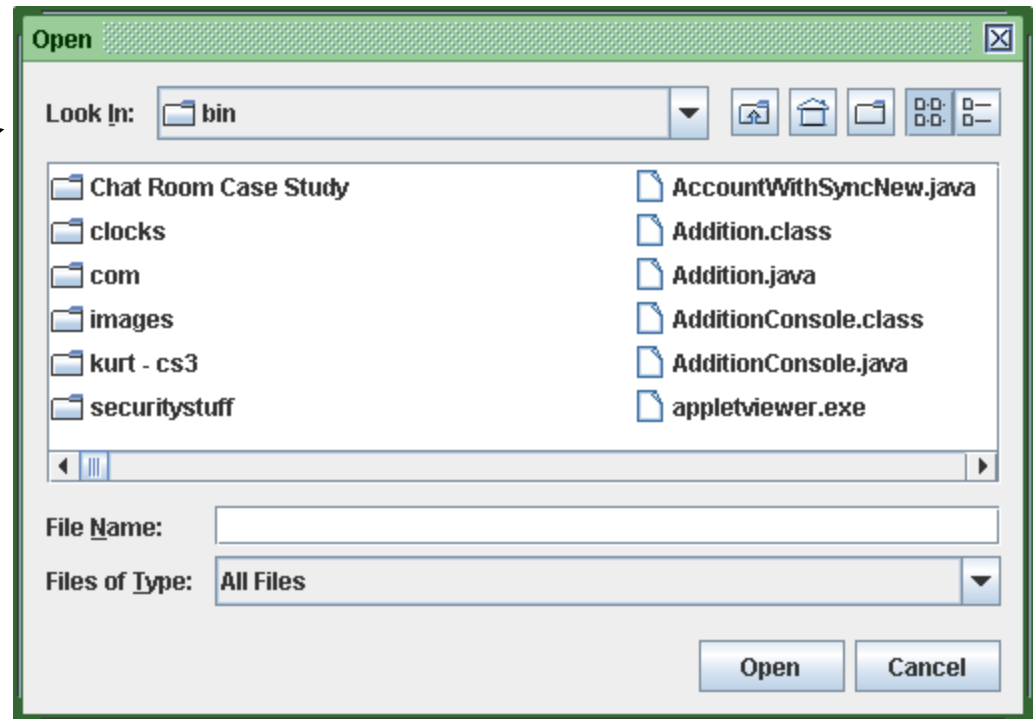 Open
Look In: bin
Chat Room Case Study AccountWithSyncNew.java
clocks Addition.class
com Addition.java
images AdditionConsole.class
kurt - cs3 AdditionConsole.java
securitystuff appletviewer.exe
File Name:
Files of Type: All Files
Open Cancel